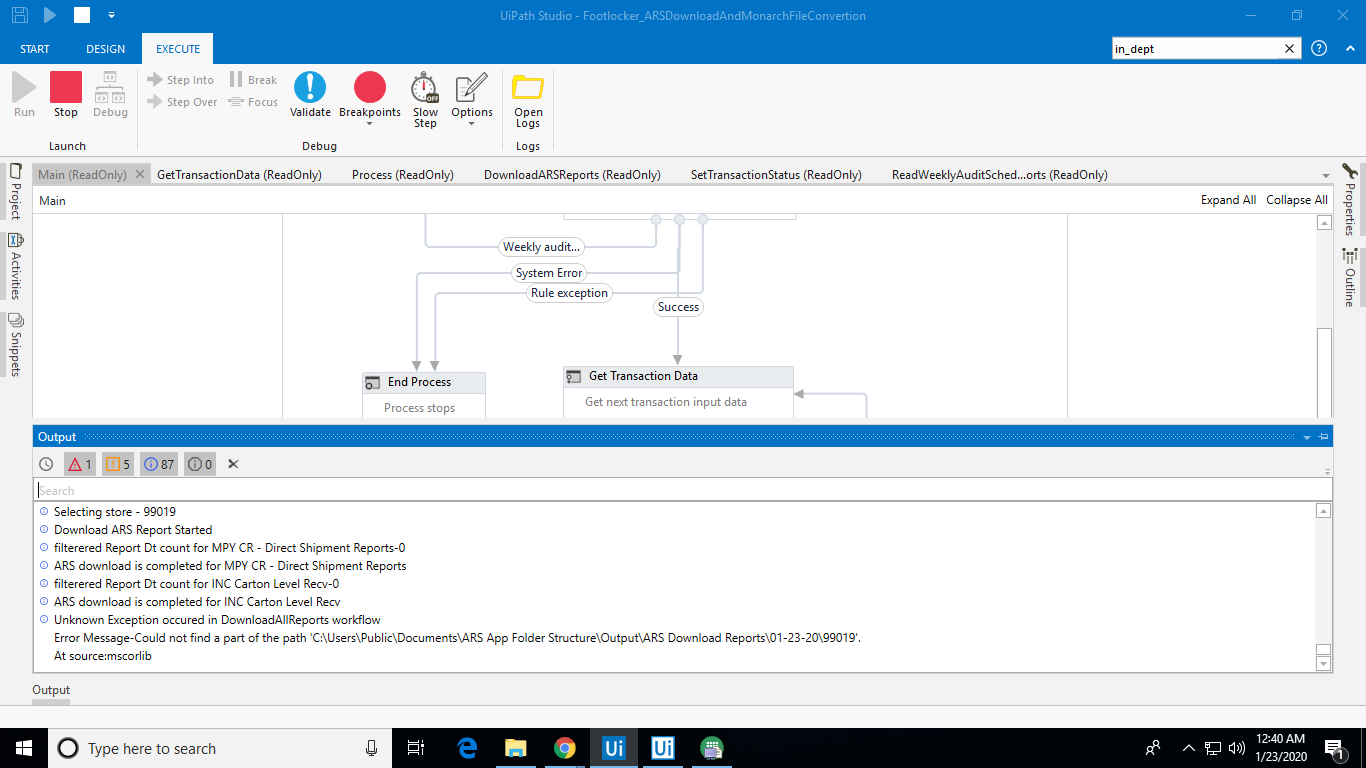 UiPath Studio - Footlocker_ARSDownloadAndMonarchFileConvertion
START DESIGN EXECUTE
in_dept
Run Stop Debug
Step Into Break
Step Over Focus
Validate Breakpoints Slow Step Options
Open Logs
Launch Debug Logs
OFF
Project
Activities
Snippets
Properties
Outline
Main (ReadOnly) GetTransactionData (ReadOnly) Process (ReadOnly) DownloadARSReports (ReadOnly) SetTransactionStatus (ReadOnly) ReadWeeklyAuditSched...orts (ReadOnly)
Main
Expand All Collapse All
Weekly audit...
System Error
Rule exception
Success
End Process
Process stops
Get Transaction Data
Get next transaction input data
Output
1 5 87 0
Search
Selecting store - 99019
Download ARS Report Started
filterered Report Dt count for MPY CR - Direct Shipment Reports-0
ARS download is completed for MPY CR - Direct Shipment Reports
filterered Report Dt count for INC Carton Level Recv-0
ARS download is completed for INC Carton Level Recv
Unknown Exception occured in DownloadAllReports workflow
Error Message-Could not find a part of the path 'C:\Users\Public\Documents\ARS App Folder Structure\Output\ARS Download Reports\01-23-20\99019'.
At source:mscorlib
Output
Type here to search
Ui Ui
12:40 AM
1/23/2020
1